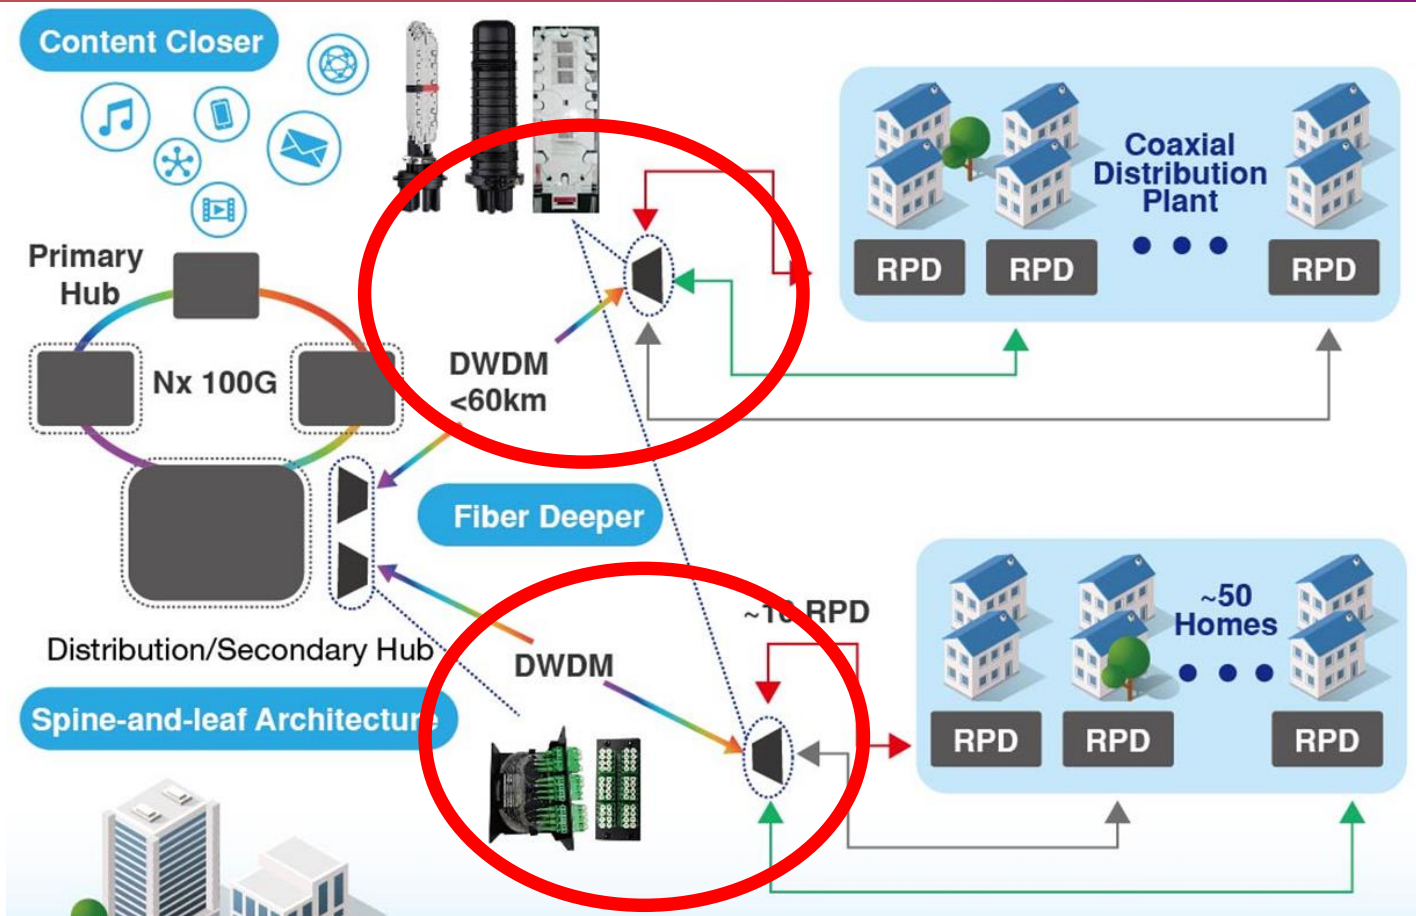 Content Closer
Primary
Hub
Nx 100G
DWDM
<60km
Coaxial
Distribution
Plant
RPD
RPD
RPD
Fiber Deeper
~50
Homes
RPD
DWDM
Distribution/Secondary Hub
Spine-and-leaf Architecture
RPD
RPD
RPD